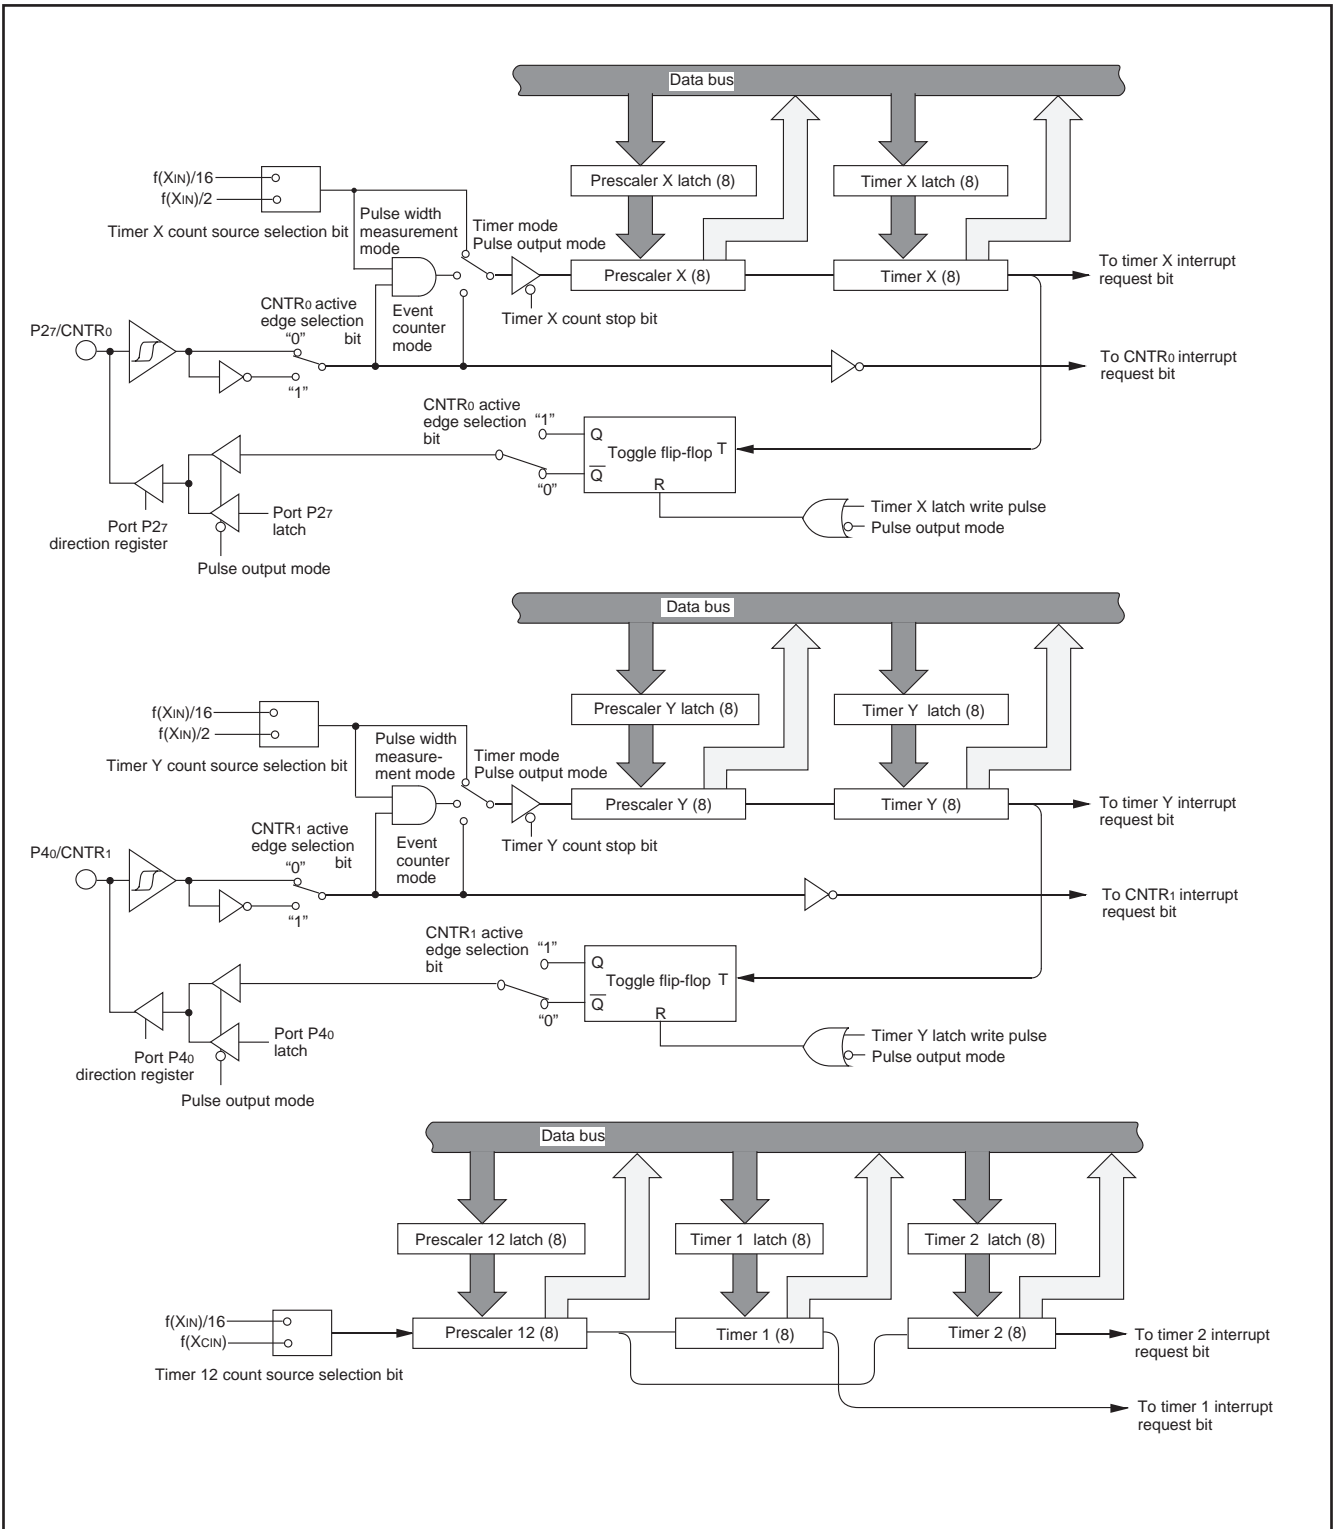 Data bus
Prescaler X latch (8)
Timer X latch (8)
f(XIN)/16
f(XIN)/2
Timer X count source selection bit
Pulse width
measurement
mode
Timer mode
Pulse output mode
Prescaler X (8)
Timer X (8)
To timer X interrupt
request bit
Timer X count stop bit
CNTR0 active
edge selection
bit
"0"
Event
counter
mode
P27/CNTR0
"1"
To CNTR0 interrupt
request bit
CNTR0 active
edge selection
bit
"1"
Q
Toggle flip-flop
T
Q
"0"
R
Timer X latch write pulse
Pulse output mode
Port P27
latch
Port P27
direction register
Pulse output mode
Data bus
Prescaler Y latch (8)
Timer Y latch (8)
f(XIN)/16
f(XIN)/2
Timer Y count source selection bit
Pulse width
measure-
ment mode
Timer mode
Pulse output mode
Prescaler Y (8)
Timer Y (8)
To timer Y interrupt
request bit
Timer Y count stop bit
CNTR1 active
edge selection
bit
"0"
Event
counter
mode
P40/CNTR1
"1"
To CNTR1 interrupt
request bit
CNTR1 active
edge selection
bit
"1"
Q
Toggle flip-flop
T
Q
"0"
R
Timer Y latch write pulse
Pulse output mode
Port P40
latch
Port P40
direction register
Pulse output mode
Data bus
Prescaler 12 latch (8)
Timer 1 latch (8)
Timer 2 latch (8)
f(XIN)/16
f(XCIN)
Timer 12 count source selection bit
Prescaler 12 (8)
Timer 1 (8)
Timer 2 (8)
To timer 2 interrupt
request bit
To timer 1 interrupt
request bit